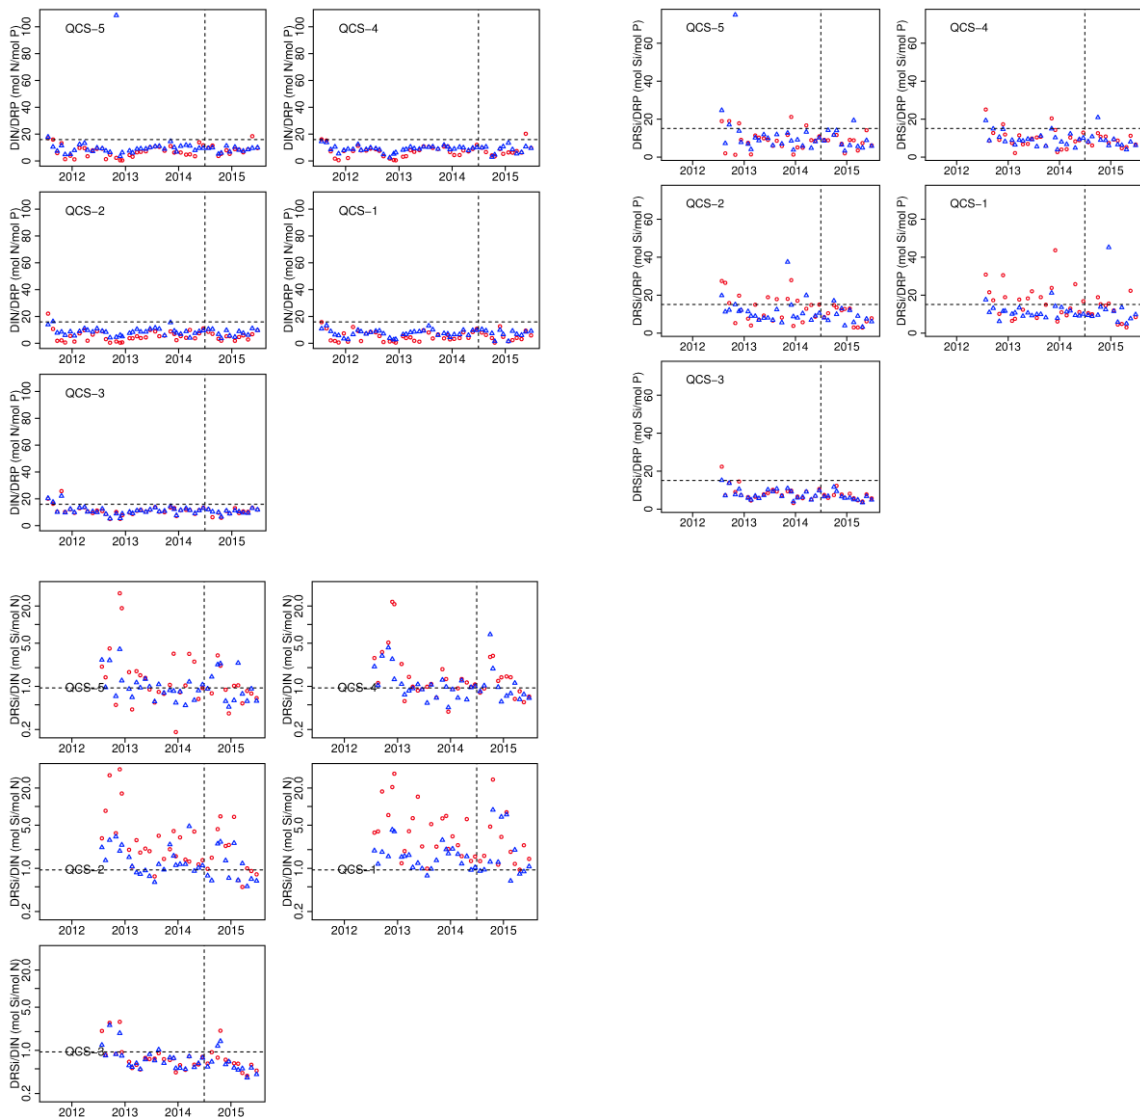 DIN/DRP (mol N/mol P)
0 20 40 60 80 100
QCS−5
2012 2013 2014 2015
DIN/DRP (mol N/mol P)
0 20 40 60 80 100
QCS−4
2012 2013 2014 2015
DRSi/DRP (mol Si/mol P)
0 20 40 60
QCS−5
2012 2013 2014 2015
DRSi/DRP (mol Si/mol P)
0 20 40 60
QCS−4
2012 2013 2014 2015
DIN/DRP (mol N/mol P)
0 20 40 60 80 100
QCS−2
2012 2013 2014 2015
DIN/DRP (mol N/mol P)
0 20 40 60 80 100
QCS−1
2012 2013 2014 2015
DRSi/DRP (mol Si/mol P)
0 20 40 60
QCS−2
2012 2013 2014 2015
DRSi/DRP (mol Si/mol P)
0 20 40 60
QCS−1
2012 2013 2014 2015
DIN/DRP (mol N/mol P)
0 20 40 60 80 100
QCS−3
2012 2013 2014 2015
DRSi/DRP (mol Si/mol P)
0 20 40 60
QCS−3
2012 2013 2014 2015
DRSi/DIN (mol Si/mol N)
0.2 1.0 5.0 20.0
QCS−5
2012 2013 2014 2015
DRSi/DIN (mol Si/mol N)
0.2 1.0 5.0 20.0
QCS−4
2012 2013 2014 2015
DRSi/DIN (mol Si/mol N)
0.2 1.0 5.0 20.0
QCS−2
2012 2013 2014 2015
DRSi/DIN (mol Si/mol N)
0.2 1.0 5.0 20.0
QCS−1
2012 2013 2014 2015
DRSi/DIN (mol Si/mol N)
0.2 1.0 5.0 20.0
QCS−3
2012 2013 2014 2015